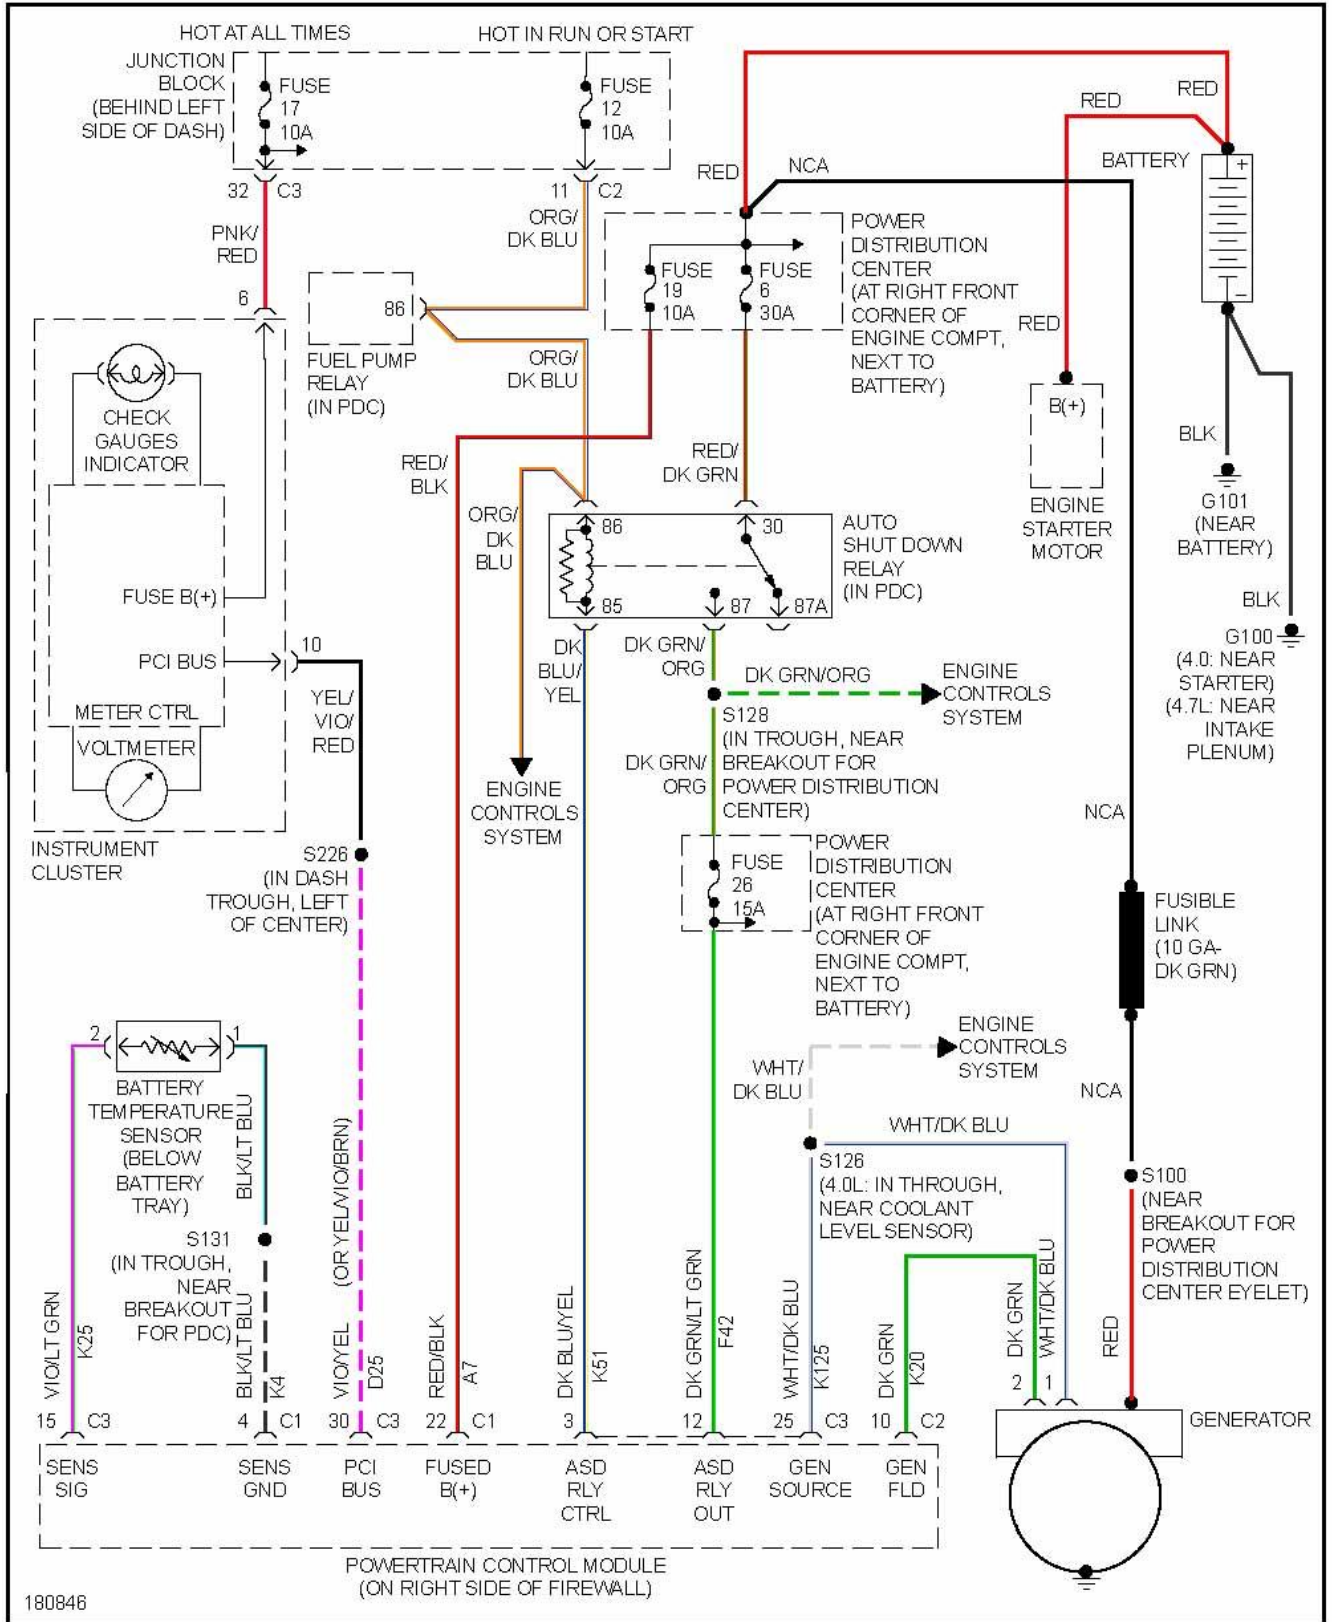 HOT AT ALL TIMES
HOT IN RUN OR START
JUNCTION
BLOCK
(BEHIND LEFT
SIDE OF DASH)
FUSE
17
10A
FUSE
12
10A
32 C3
11 C2
PNK/
RED
ORG/
DK BLU
6
86
FUEL PUMP
RELAY
(IN PDC)
ORG/
DK BLU
RED
NCA
RED
RED
BATTERY
+
−
POWER
DISTRIBUTION
CENTER
(AT RIGHT FRONT
CORNER OF
ENGINE COMPT,
NEXT TO
BATTERY)
FUSE
19
10A
FUSE
6
30A
RED
B(+)
ENGINE
STARTER
MOTOR
BLK
G101
(NEAR
BATTERY)
BLK
G100
(4.0: NEAR
STARTER)
(4.7L: NEAR
INTAKE
PLENUM)
CHECK
GAUGES
INDICATOR
FUSE B(+)
PCI BUS
METER CTRL
VOLTMETER
INSTRUMENT
CLUSTER
10
YEL/
VIO/
RED
RED/
BLK
ORG/
DK
BLU
RED/
DK GRN
86
30
85
87
87A
AUTO
SHUT DOWN
RELAY
(IN PDC)
DK
BLU/
YEL
DK GRN/
ORG
DK GRN/ORG
ENGINE
CONTROLS
SYSTEM
S128
(IN TROUGH, NEAR
BREAKOUT FOR
POWER DISTRIBUTION
CENTER)
DK GRN/
ORG
ENGINE
CONTROLS
SYSTEM
S226
(IN DASH
TROUGH, LEFT
OF CENTER)
FUSE
26
15A
POWER
DISTRIBUTION
CENTER
(AT RIGHT FRONT
CORNER OF
ENGINE COMPT,
NEXT TO
BATTERY)
NCA
FUSIBLE
LINK
(10 GA-
DK GRN)
NCA
2
1
BATTERY
TEMPERATURE
SENSOR
(BELOW
BATTERY
TRAY)
BLK/LT BLU
S131
(IN TROUGH,
NEAR
BREAKOUT
FOR PDC)
WHT/
DK BLU
ENGINE
CONTROLS
SYSTEM
WHT/DK BLU
S126
(4.0L: IN THROUGH,
NEAR COOLANT
LEVEL SENSOR)
S100
(NEAR
BREAKOUT FOR
POWER
DISTRIBUTION
CENTER EYELET)
VIO/LT GRN
K25
BLK/LT BLU
K4
VIO/YEL (OR YEL/VIO/BRN)
D25
RED/BLK
A7
DK BLU/YEL
K51
DK GRN/LT GRN
F42
WHT/DK BLU
K125
DK GRN
K20
DK GRN
WHT/DK BLU
RED
2 1
GENERATOR
15 C3
4 C1
30 C3
22 C1
3
12
25 C3
10 C2
SENS
SIG
SENS
GND
PCI
BUS
FUSED
B(+)
ASD
RLY
CTRL
ASD
RLY
OUT
GEN
SOURCE
GEN
FLD
POWERTRAIN CONTROL MODULE
(ON RIGHT SIDE OF FIREWALL)
180846